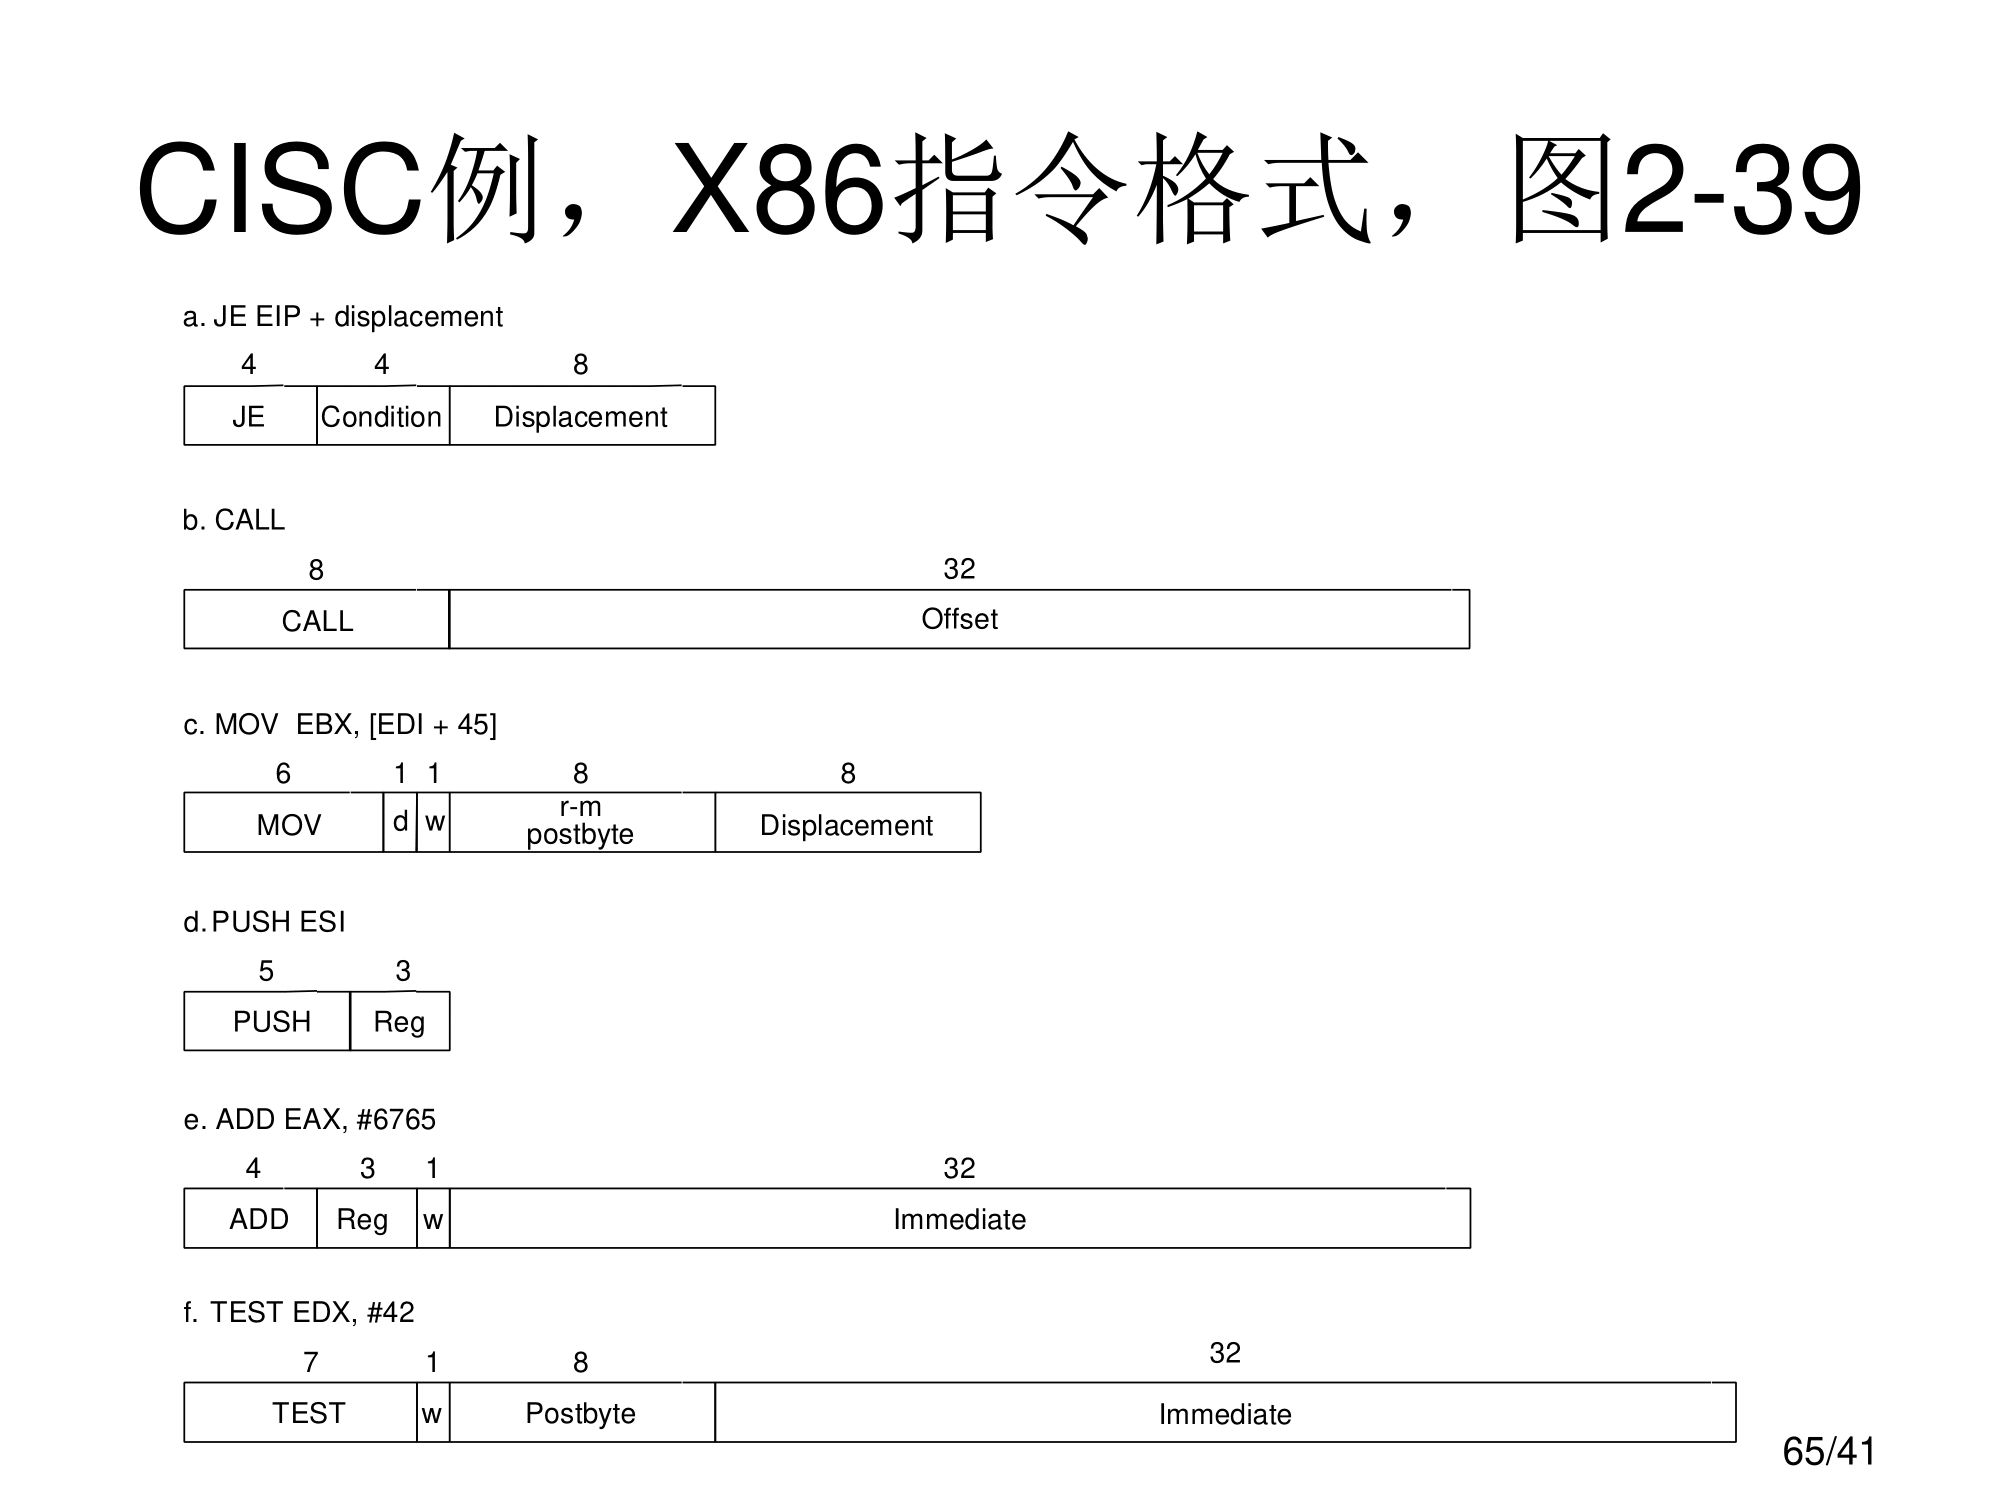 CISC例，X86指令格式，图2-39
a. JE EIP + displacement
4 4 8
JE Condition Displacement
b. CALL
8 32
CALL Offset
c. MOV EBX, [EDI + 45]
6 1 1 8 8
MOV d w r-m postbyte Displacement
d. PUSH ESI
5 3
PUSH Reg
e. ADD EAX, #6765
4 3 1 32
ADD Reg w Immediate
f. TEST EDX, #42
7 1 8 32
TEST w Postbyte Immediate
65/41